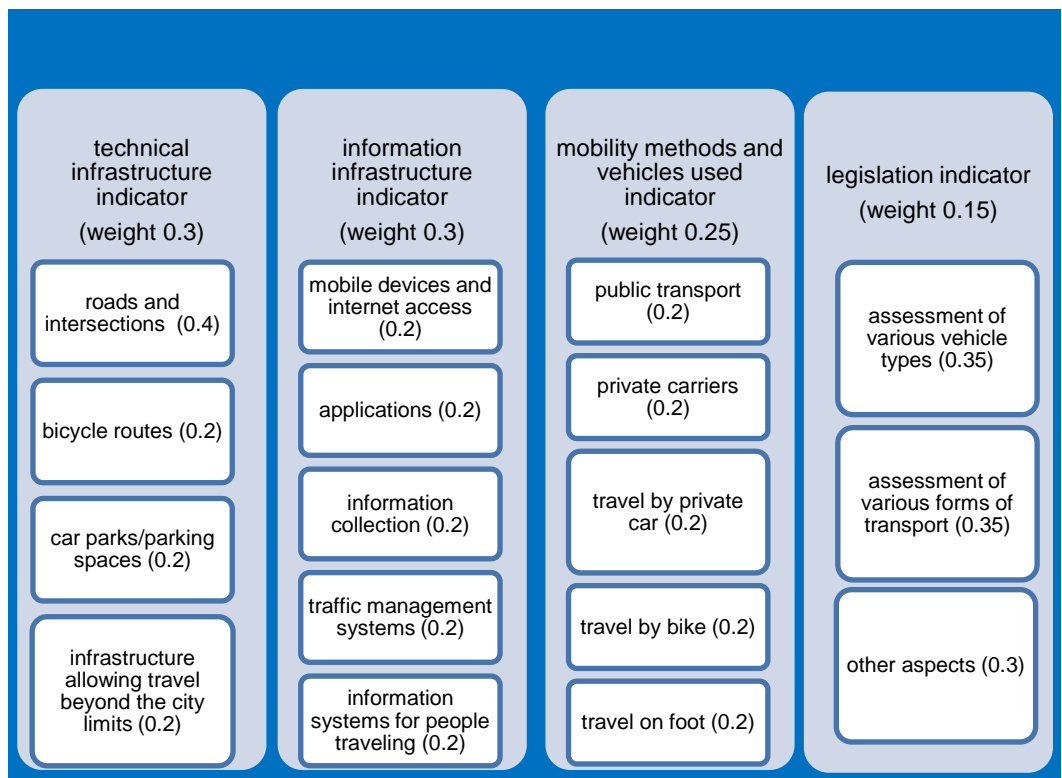 technical
infrastructure
indicator
(weight 0.3)
roads and
intersections (0.4)
bicycle routes (0.2)
car parks/parking
spaces (0.2)
infrastructure
allowing travel
beyond the city
limits (0.2)
information
infrastructure
indicator
(weight 0.3)
mobile devices and
internet access
(0.2)
applications (0.2)
information
collection (0.2)
traffic management
systems (0.2)
information
systems for people
traveling (0.2)
mobility methods and
vehicles used
indicator
(weight 0.25)
public transport
(0.2)
private carriers
(0.2)
travel by private
car (0.2)
travel by bike (0.2)
travel on foot (0.2)
legislation indicator
(weight 0.15)
assessment of
various vehicle
types (0.35)
assessment of
various forms of
transport (0.35)
other aspects (0.3)